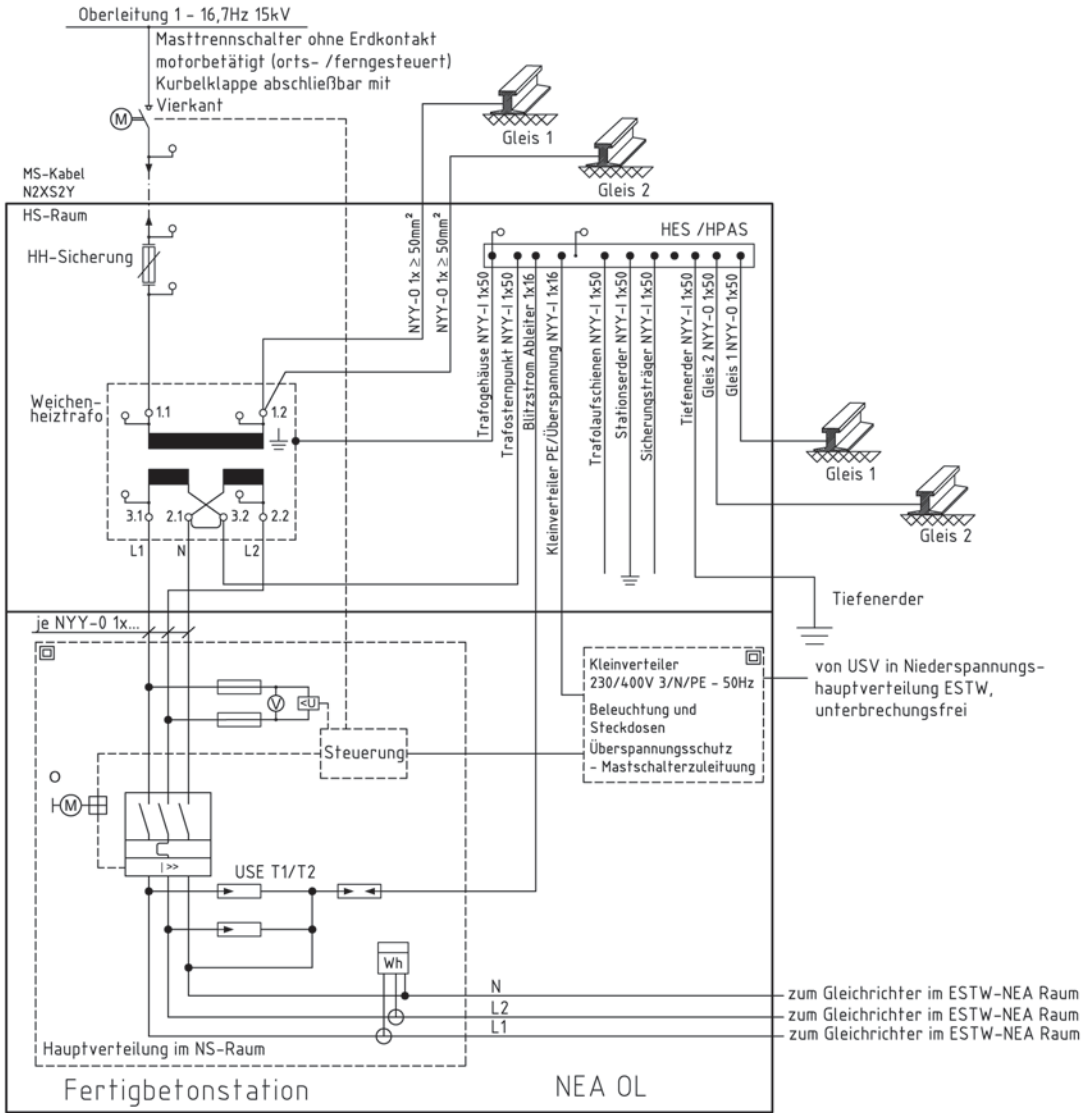 Oberleitung 1 - 16,7Hz 15kV
Masttrennschalter ohne Erdkontakt
motorbetätigt (orts- /ferngesteuert)
Kurbelklappe abschließbar mit
Vierkant
M
Gleis 1
Gleis 2
MS-Kabel
N2XS2Y
HS-Raum
HH-Sicherung
NYY-O 1x ≥ 50mm²
NYY-O 1x ≥ 50mm²
HES /HPAS
Trafogehäuse NYY-I 1x50
Trafosternpunkt NYY-I 1x50
Blitzstrom Ableiter 1x16
Kleinverteiler PE/Überspannung NYY-I 1x16
Trafolaufschienen NYY-I 1x50
Stationserder NYY-I 1x50
Sicherungsträger NYY-I 1x50
Tiefenerder NYY-I 1x50
Gleis 2 NYY-O 1x50
Gleis 1 NYY-O 1x50
Weichen-
heiztrafo
1.1
1.2
3.1
2.1
3.2
2.2
L1
N
L2
Gleis 1
Gleis 2
Tiefenerder
je NYY-O 1x...
V
<U
Steuerung
Kleinverteiler
230/400V 3/N/PE - 50Hz
Beleuchtung und
Steckdosen
Überspannungsschutz
- Mastschalterzuleituung
von USV in Niederspannungs-
hauptverteilung ESTW,
unterbrechungsfrei
O
M
I >>
USE T1/T2
Wh
N
L2
L1
zum Gleichrichter im ESTW-NEA Raum
zum Gleichrichter im ESTW-NEA Raum
zum Gleichrichter im ESTW-NEA Raum
Hauptverteilung im NS-Raum
Fertigbetonstation
NEA OL